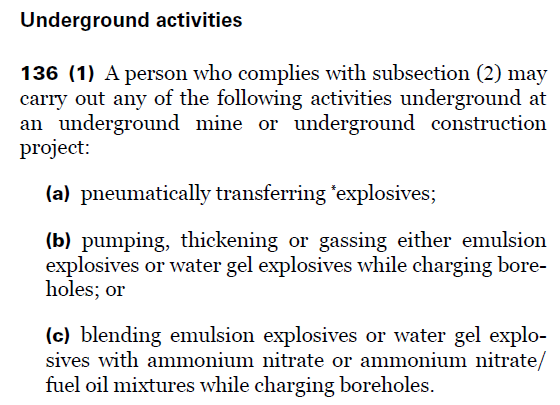 Underground activities
136 (1) A person who complies with subsection (2) may
carry out any of the following activities underground at
an underground mine or underground construction
project:
(a) pneumatically transferring *explosives;
(b) pumping, thickening or gassing either emulsion
explosives or water gel explosives while charging bore-
holes; or
(c) blending emulsion explosives or water gel explo-
sives with ammonium nitrate or ammonium nitrate/
fuel oil mixtures while charging boreholes.